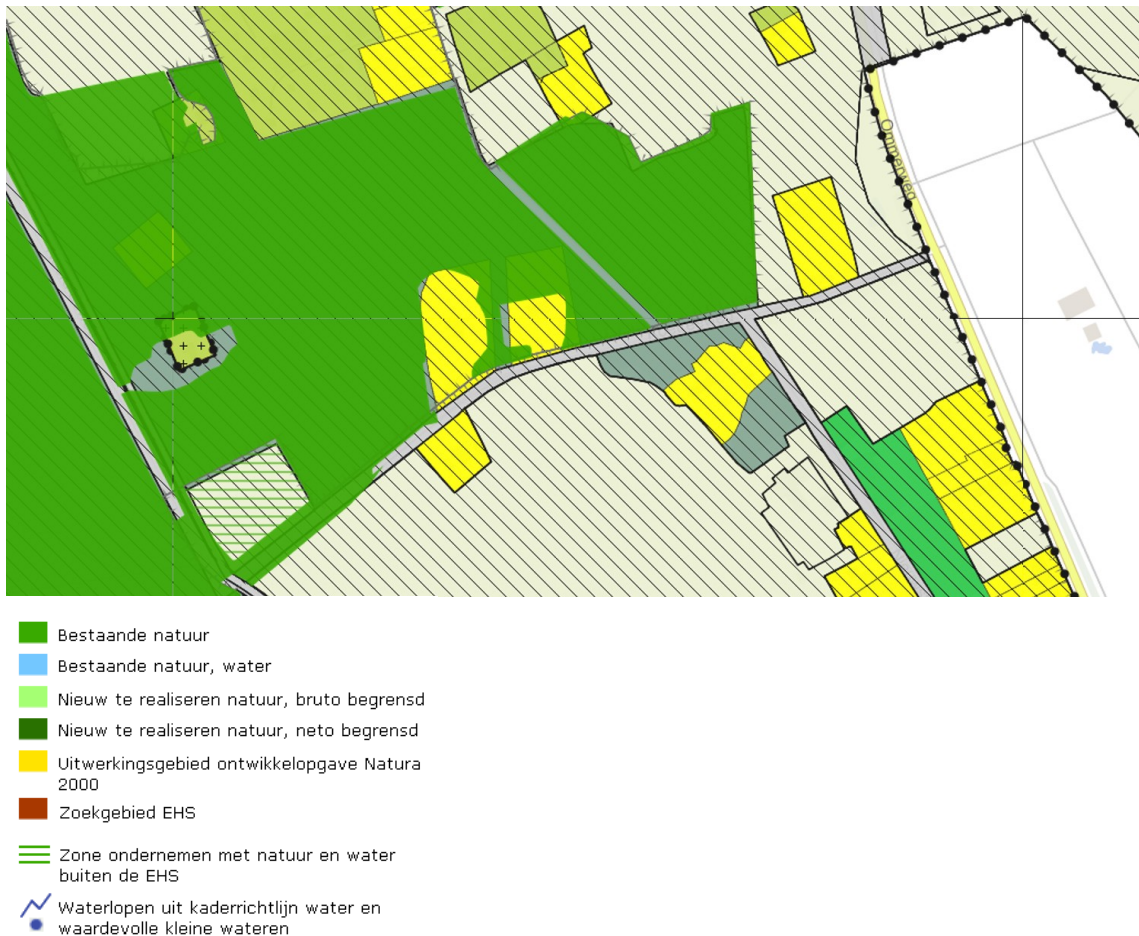 Ommerweg
Bestaande natuur
Bestaande natuur, water
Nieuw te realiseren natuur, bruto begrensd
Nieuw te realiseren natuur, neto begrensd
Uitwerkingsgebied ontwikkelopgave Natura
2000
Zoekgebied EHS
Zone ondernemen met natuur en water
buiten de EHS
Waterlopen uit kaderrichtlijn water en
waardevolle kleine wateren